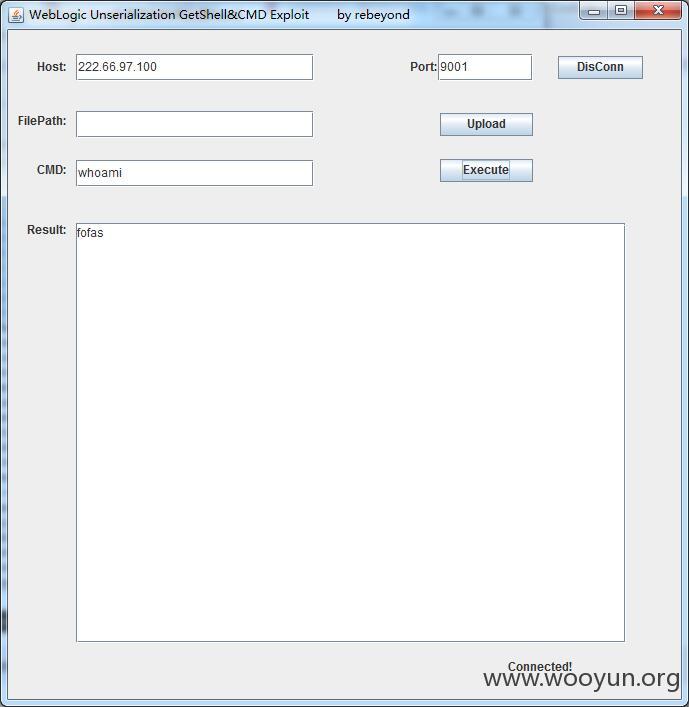 WebLogic Unserialization GetShell&CMD Exploit by rebeyond
Host: 222.66.97.100 Port: 9001 DisConn
FilePath: Upload
CMD: whoami Execute
Result: fofas
Connected!
www.wooyun.org